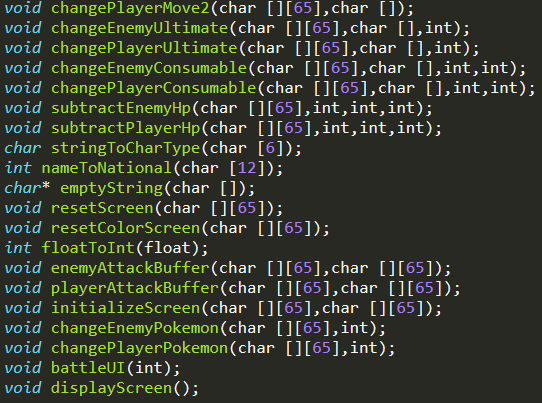 void changePlayerMove2(char [][65],char []);
void changeEnemyUltimate(char [][65],char [],int);
void changePlayerUltimate(char [][65],char [],int);
void changeEnemyConsumable(char [][65],char [],int,int);
void changePlayerConsumable(char [][65],char [],int,int);
void subtractEnemyHp(char [][65],int,int,int);
void subtractPlayerHp(char [][65],int,int,int);
char stringToCharType(char [6]);
int nameToNational(char [12]);
char* emptyString(char []);
void resetScreen(char [][65]);
void resetColorScreen(char [][65]);
int floatToInt(float);
void enemyAttackBuffer(char [][65],char [][65]);
void playerAttackBuffer(char [][65],char [][65]);
void initializeScreen(char [][65],char [][65]);
void changeEnemyPokemon(char [][65],int);
void changePlayerPokemon(char [][65],int);
void battleUI(int);
void displayScreen();